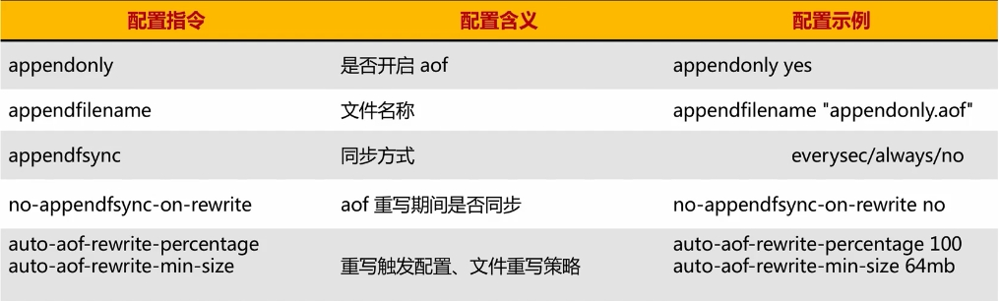 配置指令 配置含义 配置示例
appendonly 是否开启 aof appendonly yes
appendfilename 文件名称 appendfilename "appendonly.aof"
appendfsync 同步方式 everysec/always/no
no-appendfsync-on-rewrite aof 重写期间是否同步 no-appendfsync-on-rewrite no
auto-aof-rewrite-percentage auto-aof-rewrite-percentage 100
auto-aof-rewrite-min-size 重写触发配置、文件重写策略 auto-aof-rewrite-min-size 64mb